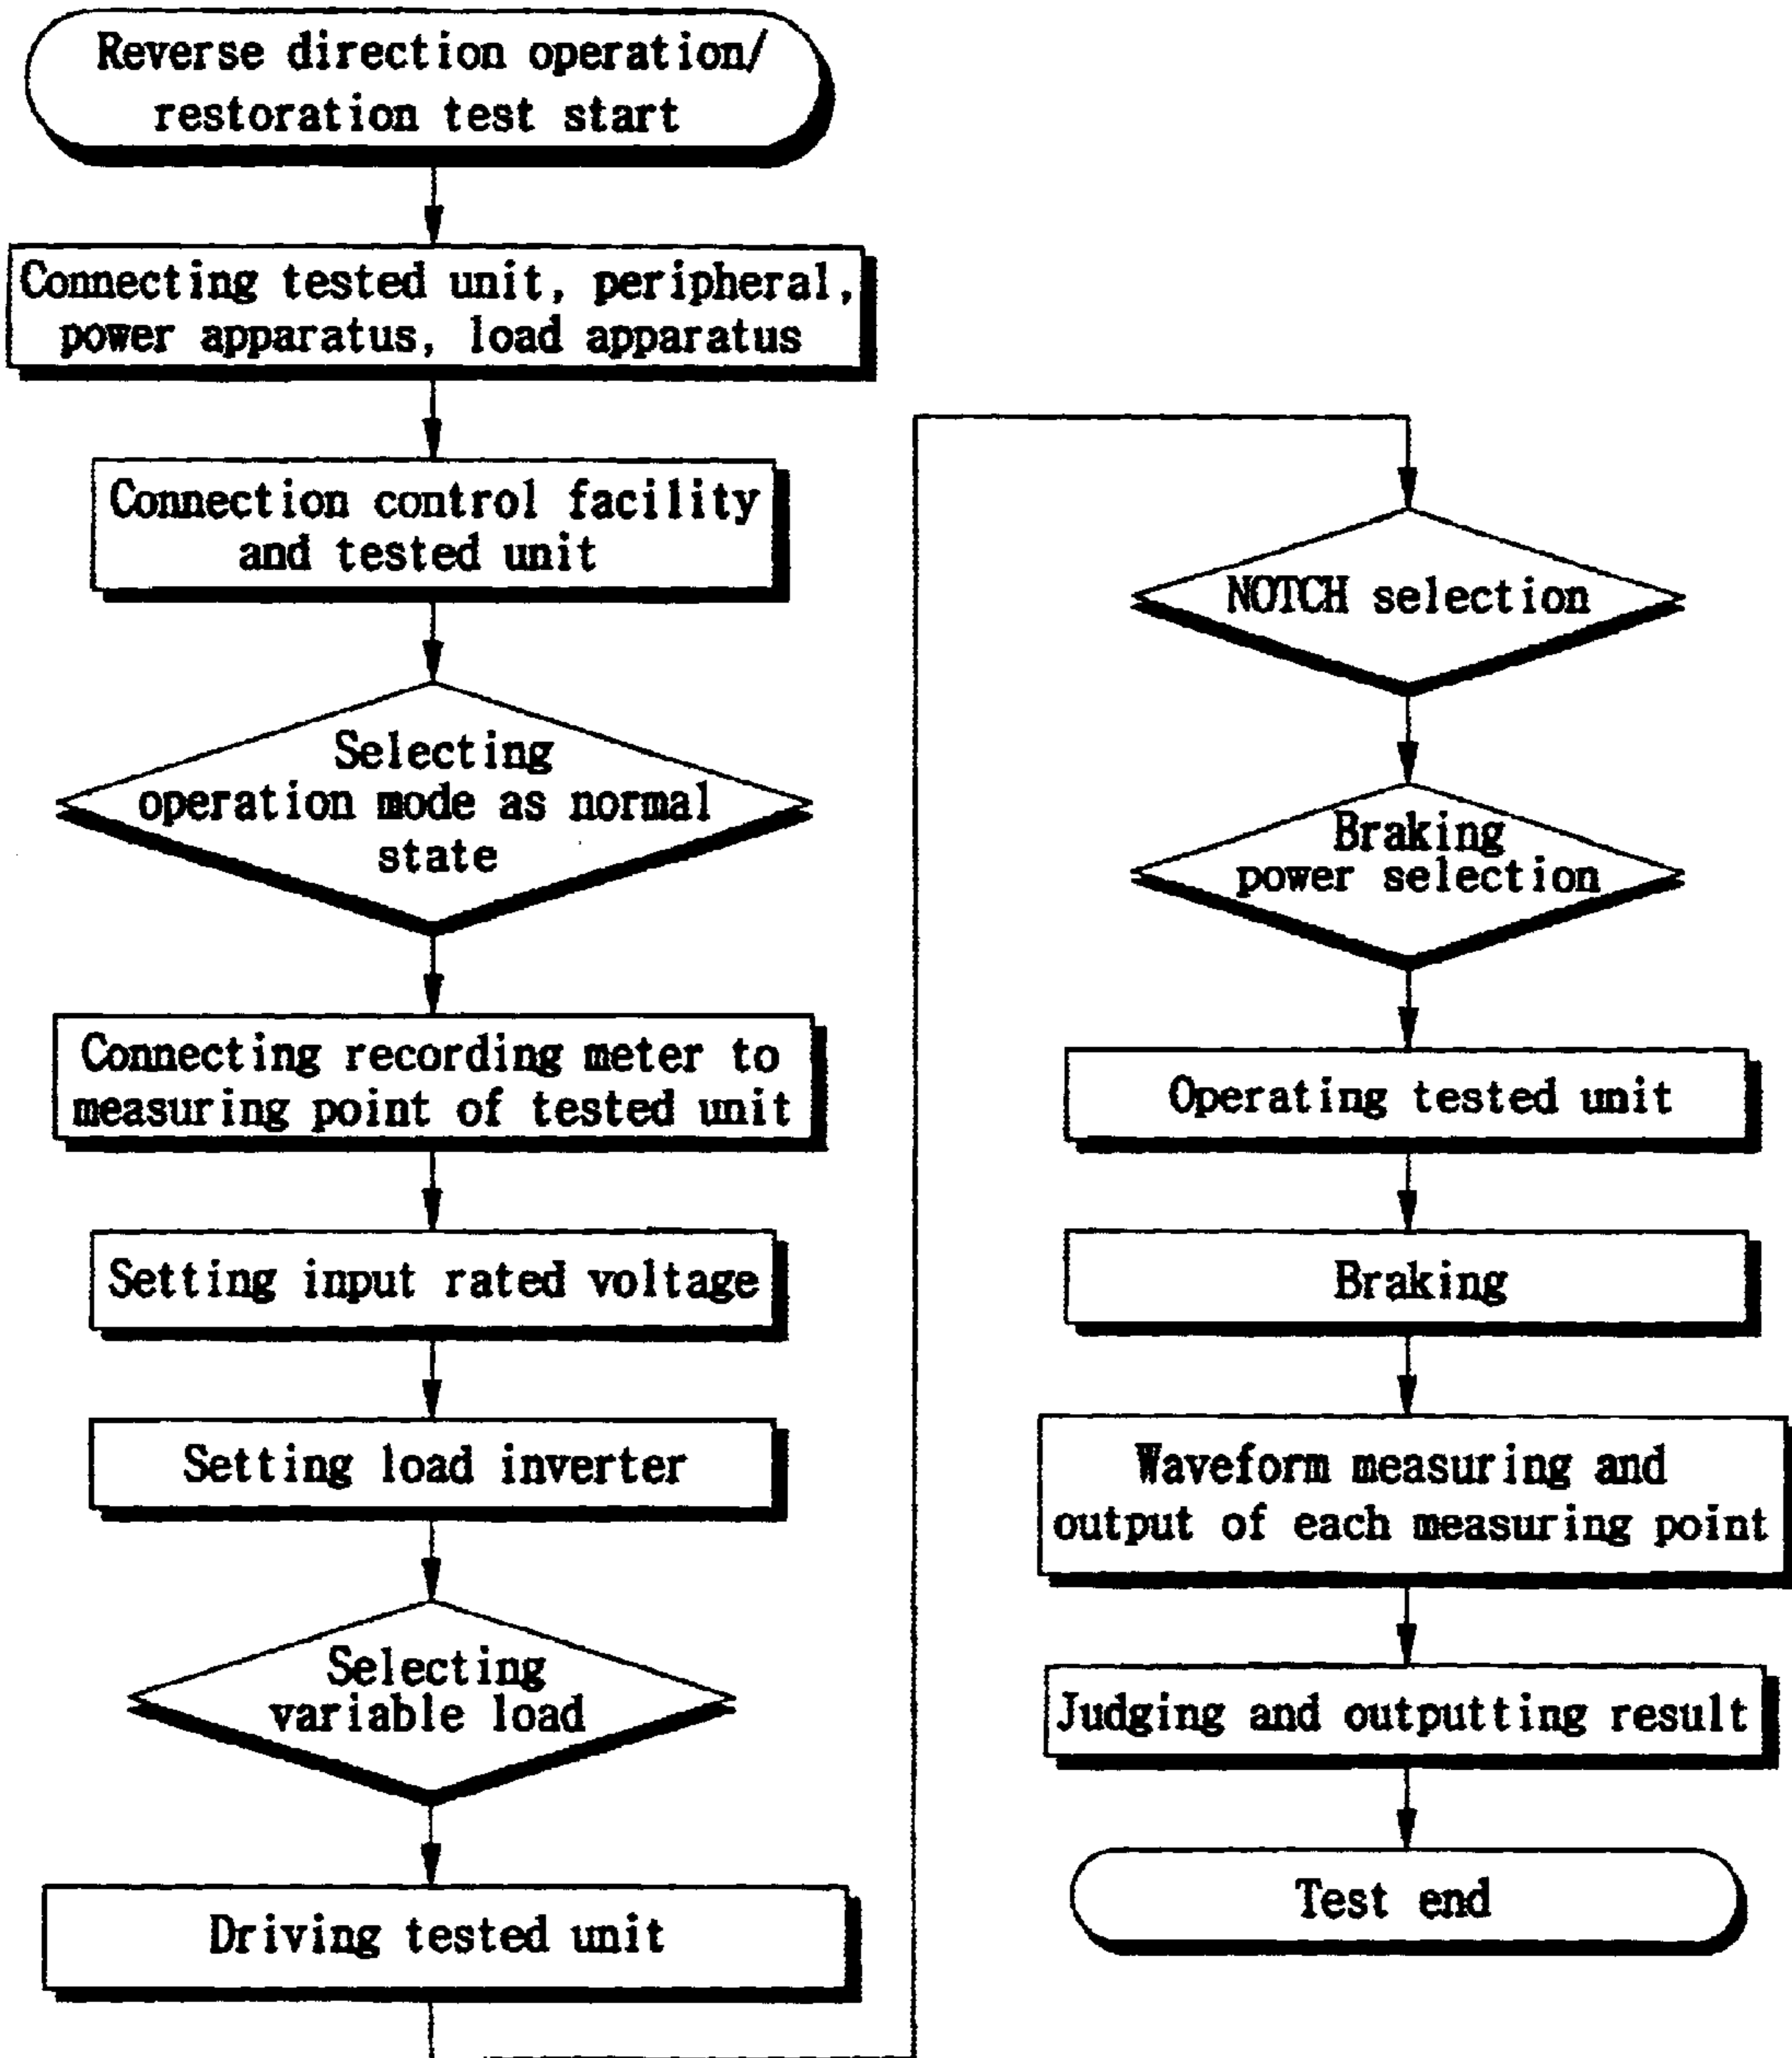 Reverse direction operation/
restoration test start
Connecting tested unit, peripheral,
power apparatus, load apparatus
Connection control facility
and tested unit
Selecting
operation mode as normal
state
Connecting recording meter to
measuring point of tested unit
Setting input rated voltage
Setting load inverter
Selecting
variable load
Driving tested unit
NOTCH selection
Braking
power selection
Operating tested unit
Braking
Waveform measuring and
output of each measuring point
Judging and outputting result
Test end